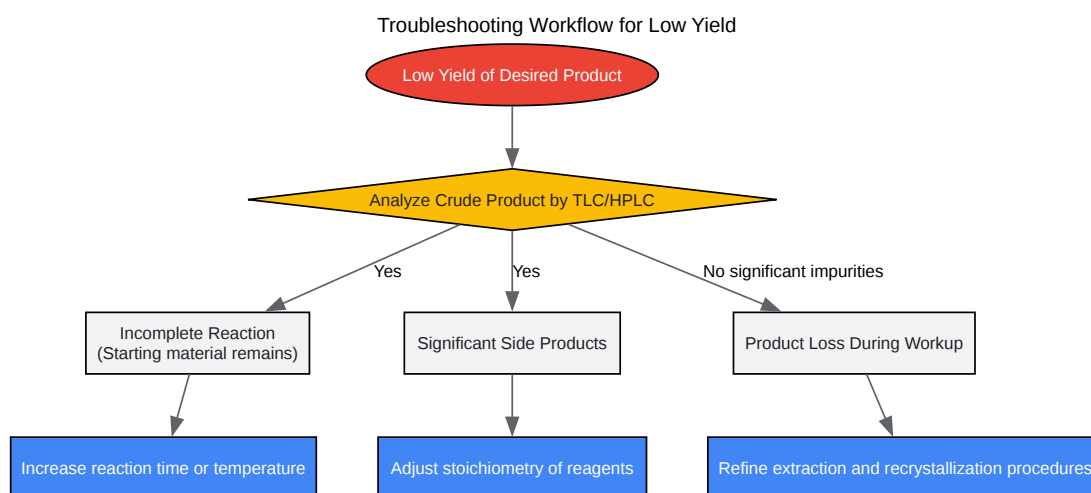 Troubleshooting Workflow for Low Yield
Low Yield of Desired Product
Analyze Crude Product by TLC/HPLC
Yes
Yes
No significant impurities
Incomplete Reaction
(Starting material remains)
Significant Side Products
Product Loss During Workup
Increase reaction time or temperature
Adjust stoichiometry of reagents
Refine extraction and recrystallization procedures